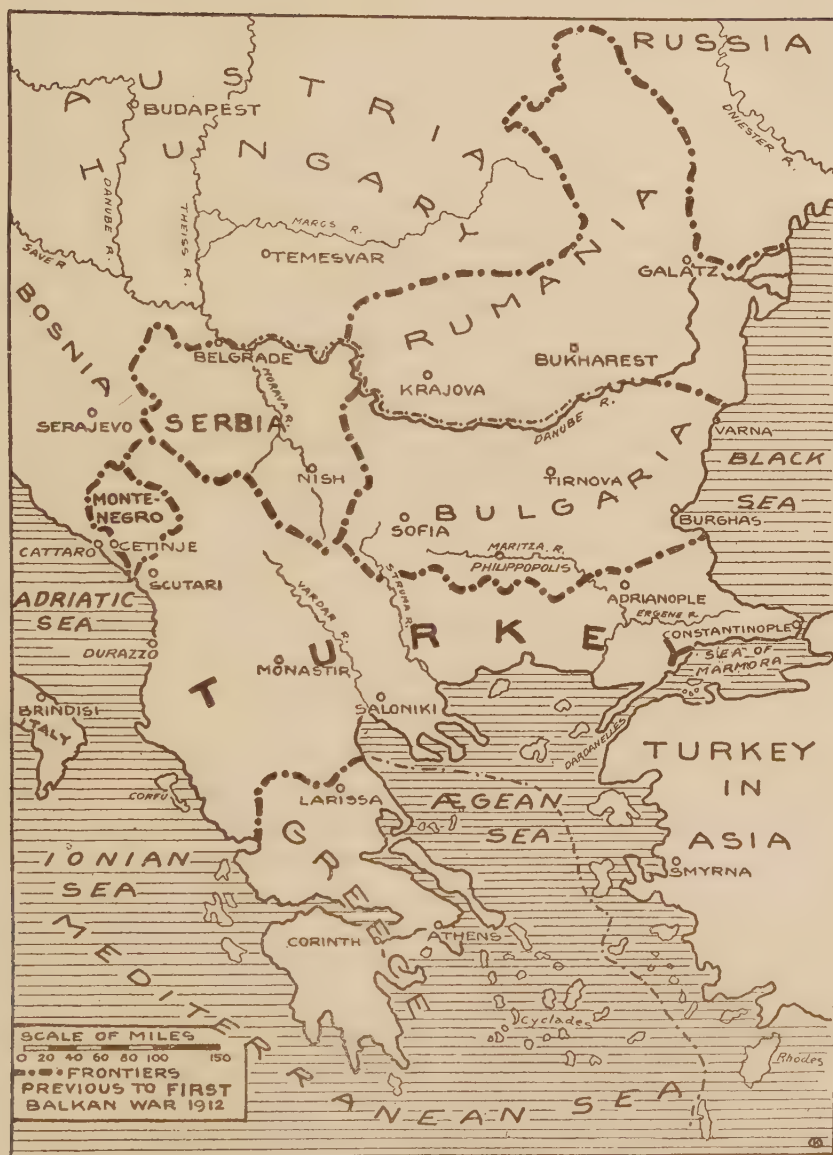 RUSSIA
AUSTRIA
HUNGARY
BUDAPEST
DNIESTER R.
DANUBE R.
THEISS R.
MAROS R.
TEMESVAR
SAVE R
RUMANIA
GALATZ
BOSNIA
BELGRADE
BUKHAREST
KRAJOVA
MORAVA R.
SERAJEVO
SERBIA
DANUBE R.
VARNA
BLACK
SEA
NISH
TIRNOVA
BULGARIA
MONTE-
NEGRO
SOFIA
BURGHAS
CATTARO
CETINJE
MARITZA. R.
PHILIPPOPOLIS
SCUTARI
STRUMA R.
ADRIANOPLE
ERGENE R.
ADRIATIC
SEA
VARDAR R.
CONSTANTINOPLE
TURKEY
SEA OF
MARMORA
DURAZZO
MONASTIR
SALONIKI
BRINDISI
ITALY
DARDANELLES
TURKEY
IN
ASIA
CORFU
LARISSA
ÆGEAN
SEA
GREECE
IONIAN
SEA
SMYRNA
CORINTH
ATHENS
MEDITERRANEAN SEA
Cyclades
Rhodes
SCALE OF MILES
0 20 40 60 80 100 150
FRONTIERS
PREVIOUS TO FIRST
BALKAN WAR 1912